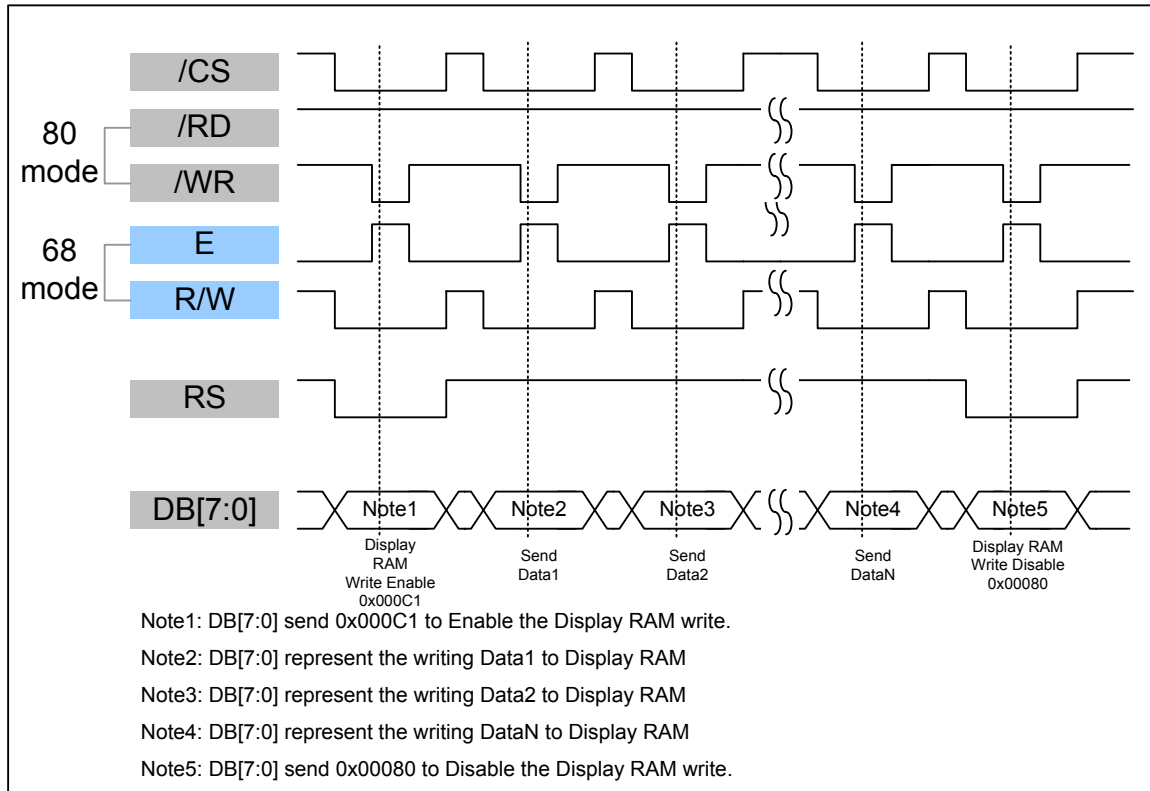 /CS
80 mode
/RD
/WR
68 mode
E
R/W
RS
DB[7:0]
Note1
Note2
Note3
Note4
Note5
Display
RAM
Write Enable
0x000C1
Send
Data1
Send
Data2
Send
DataN
Display RAM
Write Disable
0x00080
Note1: DB[7:0] send 0x000C1 to Enable the Display RAM write.
Note2: DB[7:0] represent the writing Data1 to Display RAM
Note3: DB[7:0] represent the writing Data2 to Display RAM
Note4: DB[7:0] represent the writing DataN to Display RAM
Note5: DB[7:0] send 0x00080 to Disable the Display RAM write.